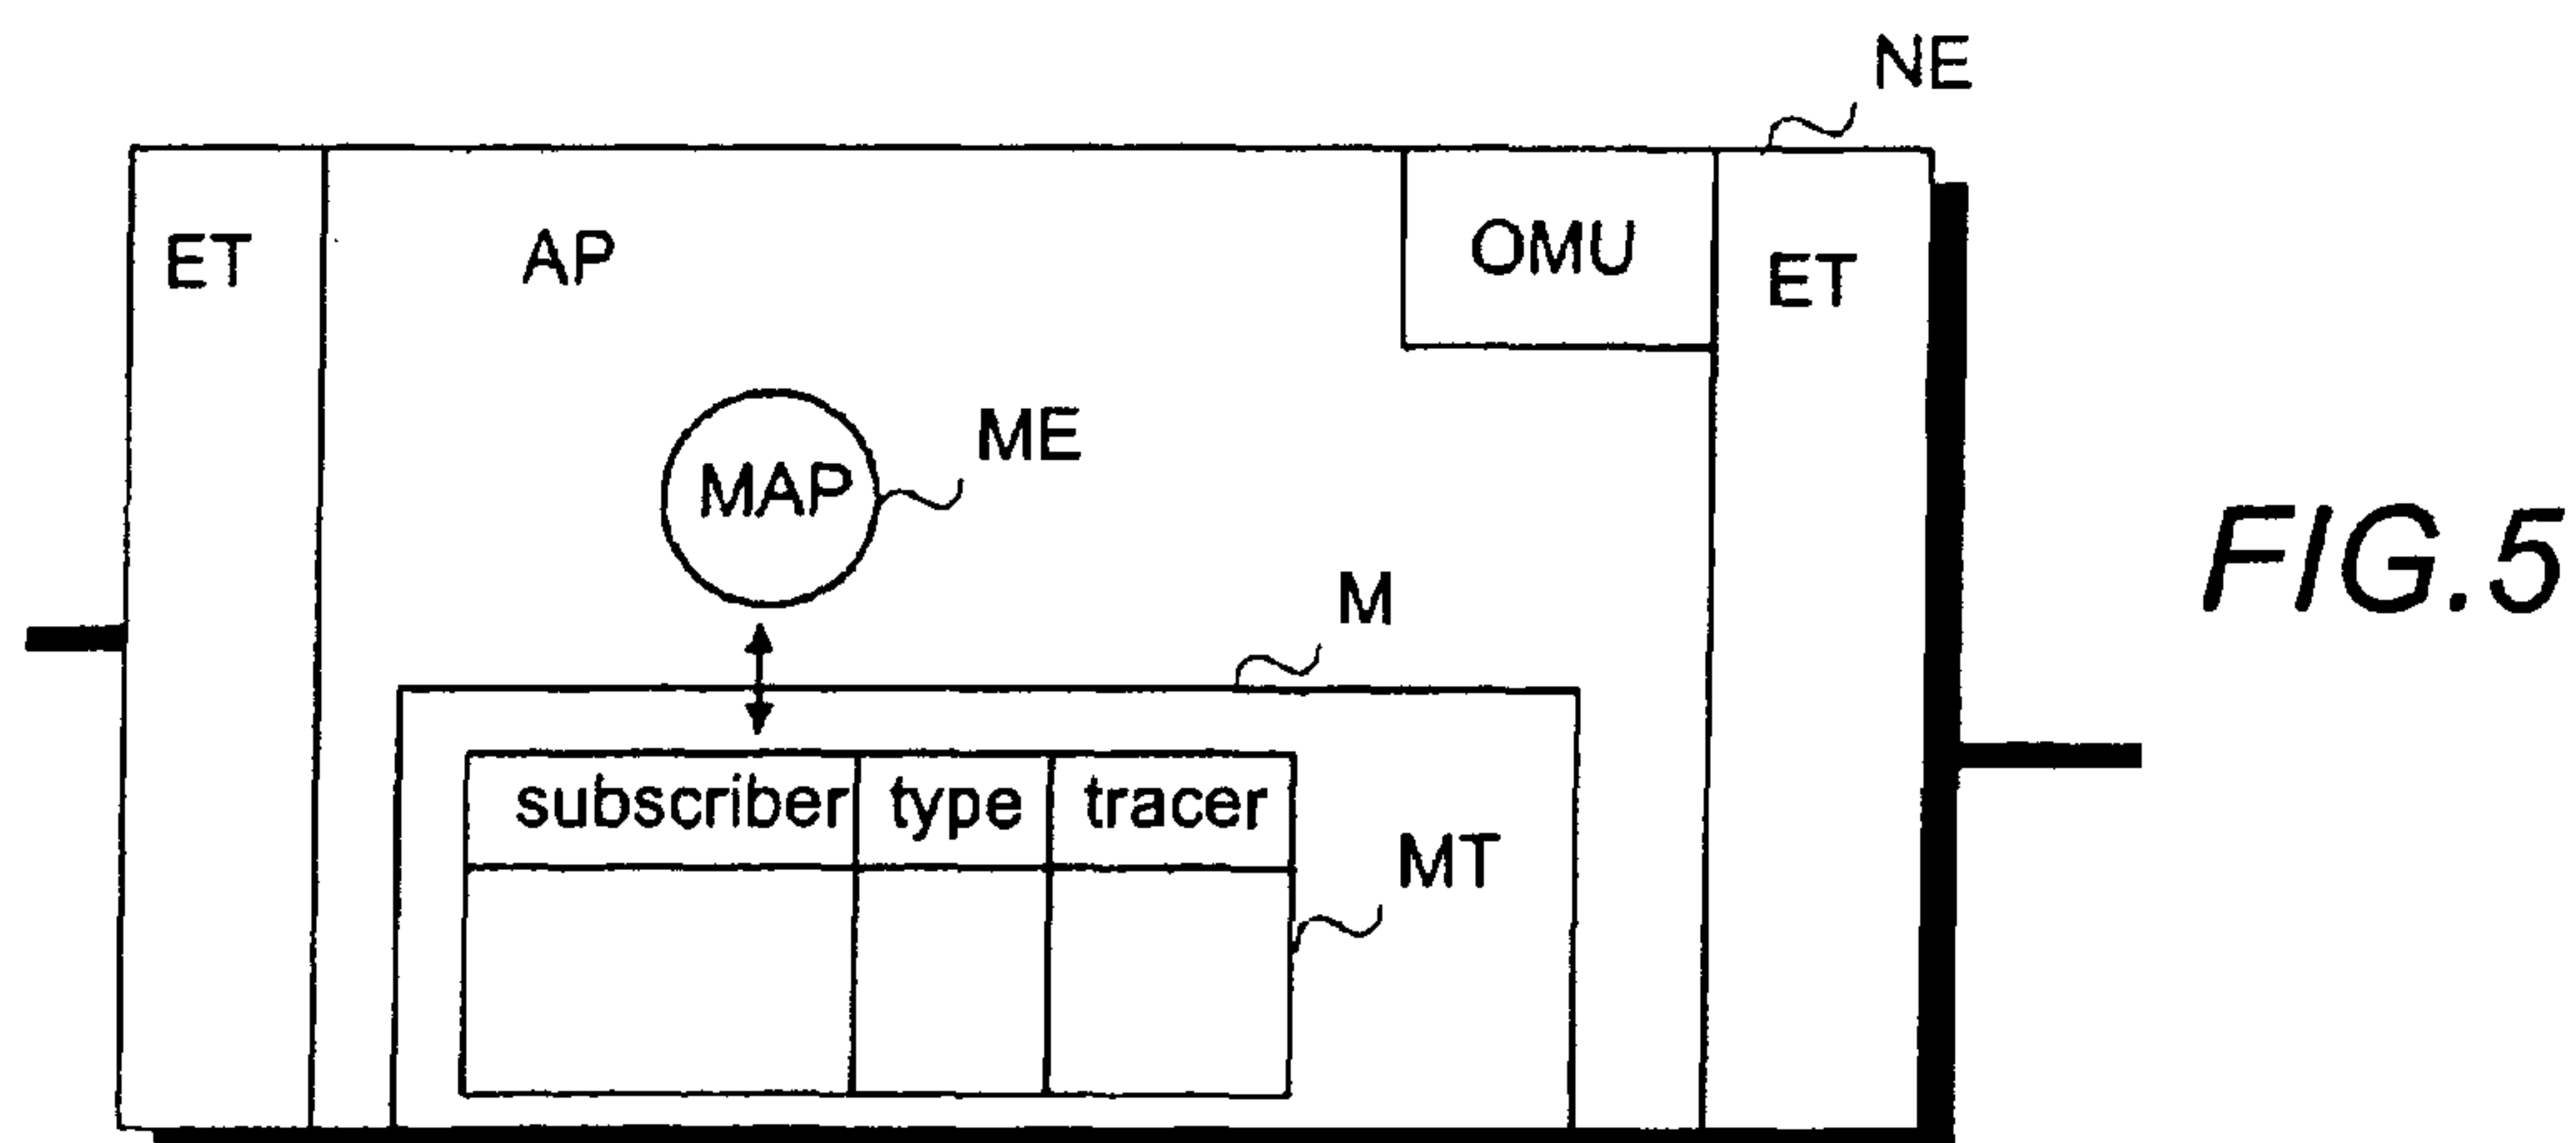 NE
ET
AP
OMU
ET
MAP
ME
FIG.5
M
subscriber type tracer
MT